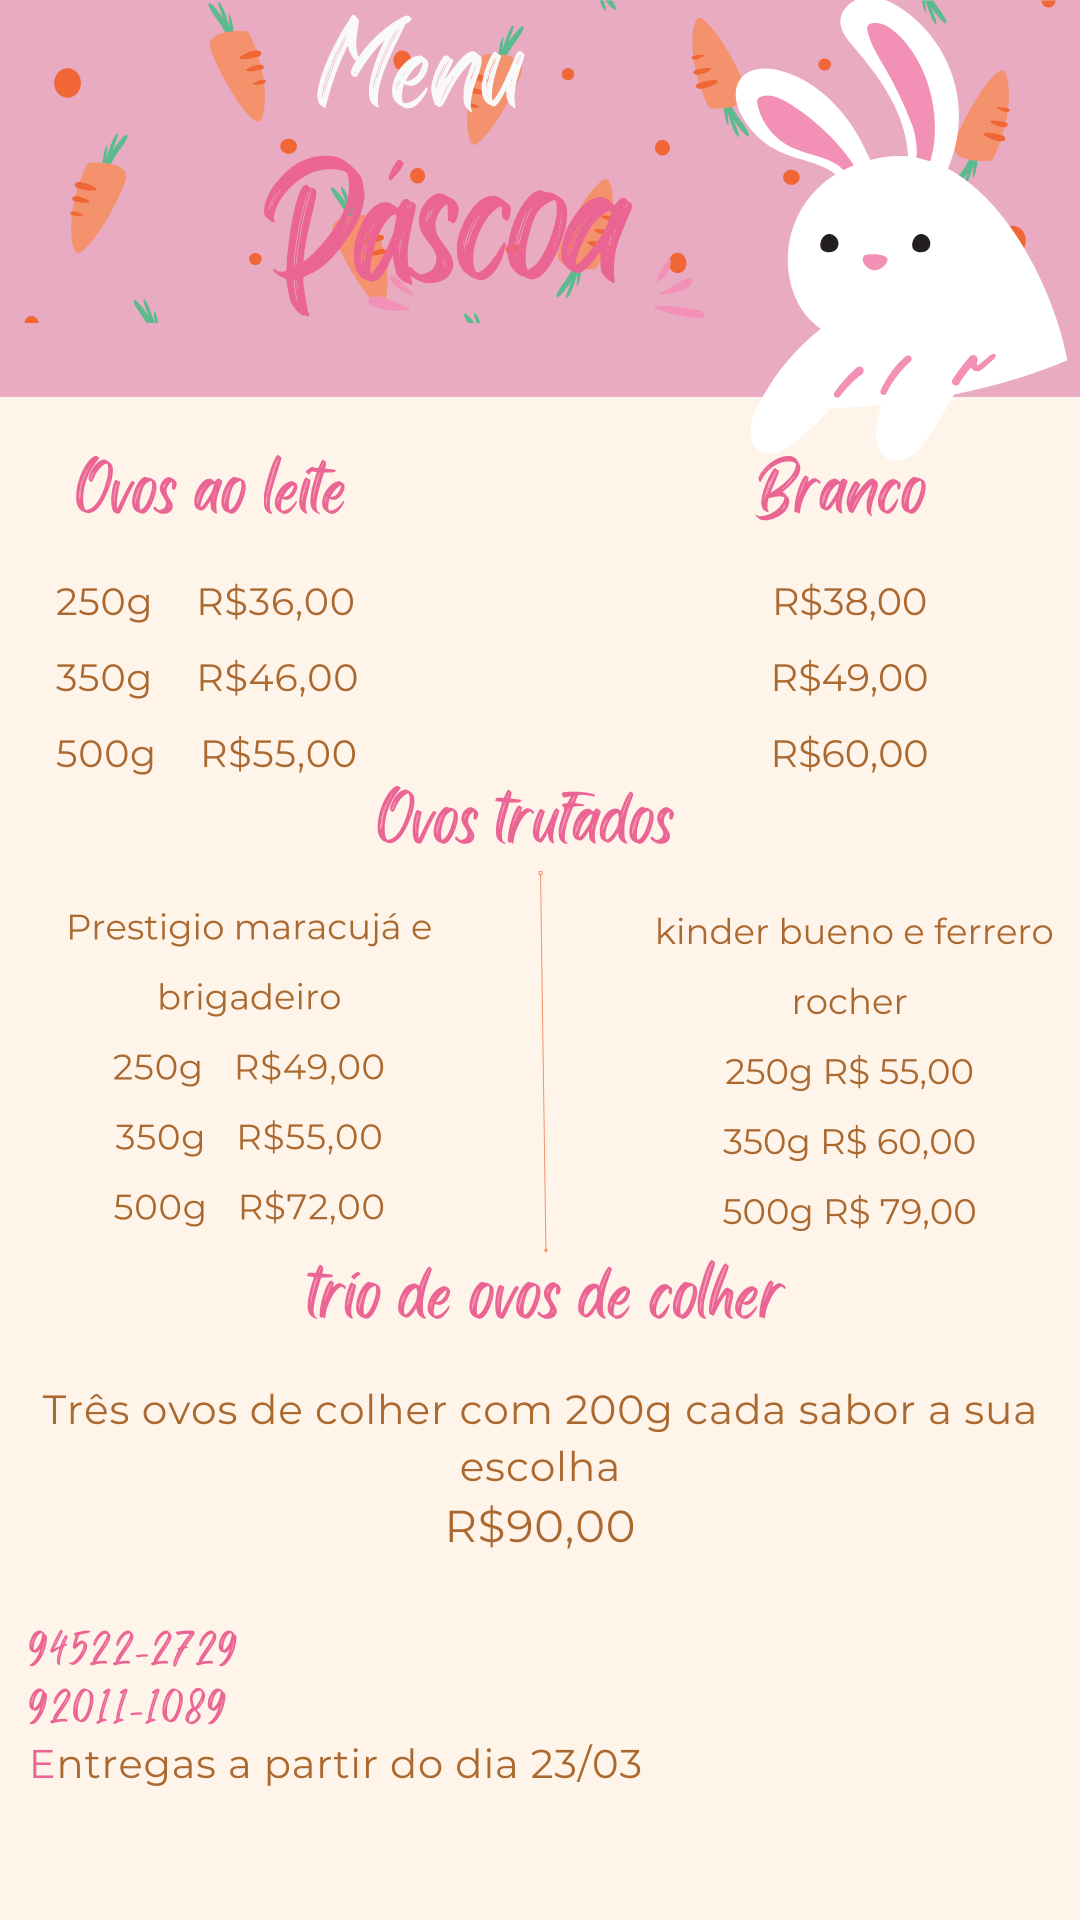 Menu
Páscoa
Ovos ao leite
Branco
250g R$36,00
R$38,00
350g R$46,00
R$49,00
500g R$55,00
R$60,00
Ovos trufados
Prestigio maracujá e
brigadeiro
250g R$49,00
350g R$55,00
500g R$72,00
kinder bueno e ferrero
rocher
250g R$ 55,00
350g R$ 60,00
500g R$ 79,00
trio de ovos de colher
Três ovos de colher com 200g cada sabor a sua
escolha
R$90,00
94522-2729
92011-1089
Entregas a partir do dia 23/03